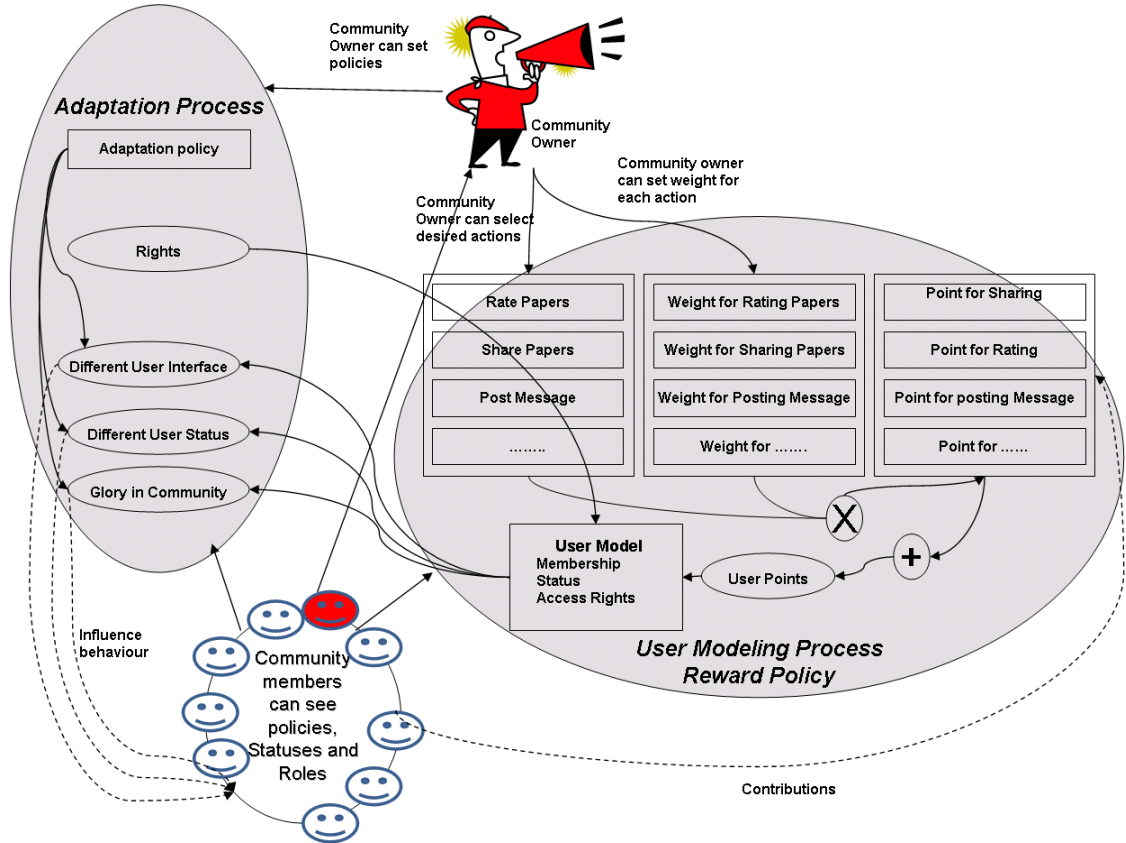 Community
Owner can set
policies
Adaptation Process
Adaptation policy
Community
Owner
Community owner
can set weight for
each action
Community
Owner can select
desired actions
Rights
Rate Papers
Share Papers
Post Message
........
Weight for Rating Papers
Weight for Sharing Papers
Weight for Posting Message
Weight for .......
Point for Sharing
Point for Rating
Point for posting Message
Point for ......
Different User Interface
Different User Status
Glory in Community
X
+
User Model
Membership
Status
Access Rights
User Points
User Modeling Process
Reward Policy
Influence
behaviour
Community
members
can see
policies,
Statuses and
Roles
Contributions